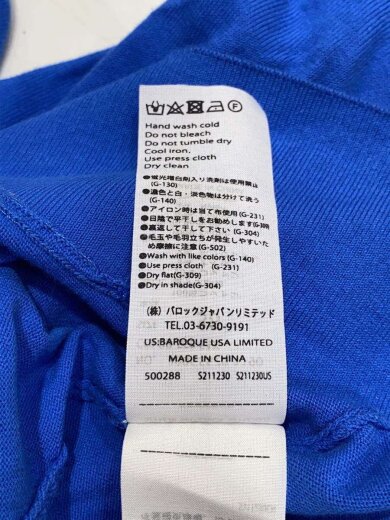 Hand wash cold
Do not bleach
Do not tumble dry
Cool iron,
Use press cloth
Dry clean
●蛍光増白剤入り洗剤は使用禁止
(G-130)
●濃色と白・淡色物は分けて洗う
(G-140)
●アイロン時は当て布使用(G-231)
●日陰で平干しをお勧めします(G-309)
●裏返して干して下さい(G-304)
●毛玉や毛羽立ちが発生しやすいた
め摩擦に注意(G-502)
●Wash with like colors(G-140)
●Use press cloth (G-231)
●Dry flat(G-309)
●Dry in shade(G-304)
(株) バロックジャパンリミテッド
TEL.03-6730-9191
US:BAROQUE USA LIMITED
MADE IN CHINA
500288 S211230 S211230US